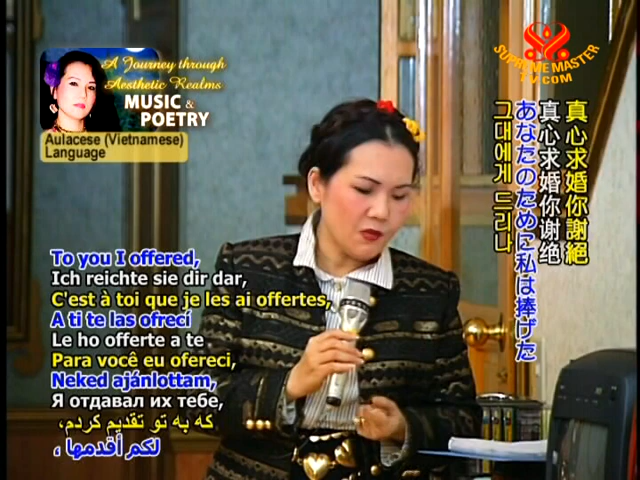 A Journey through
Aesthetic Realms
MUSIC &
POETRY
Aulacese (Vietnamese)
Language
SUPREME MASTER
TV.COM
真心求婚你謝絕
真心求婚你谢绝
あなたのために私は捧げた
그대에게 드리나
To you I offered,
Ich reichte sie dir dar,
C'est à toi que je les ai offertes,
A ti te las ofrecí
Le ho offerte a te
Para você eu ofereci,
Neked ajánlottam,
Я отдавал их тебе,
که به تو تقدیم کردم،
لكم أقدمها ،